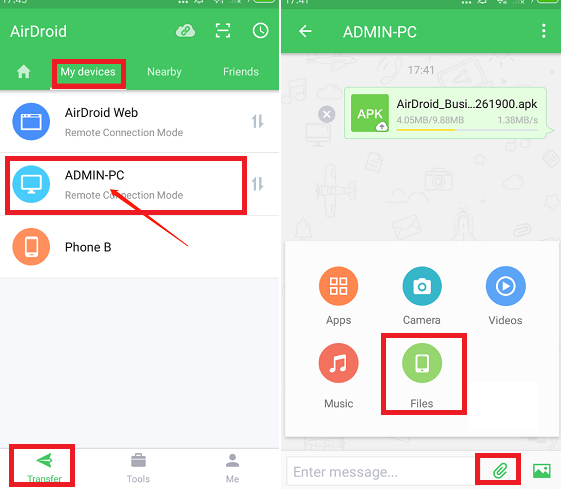 AirDroid
My devices
Nearby
Friends
AirDroid Web
Remote Connection Mode
ADMIN-PC
Remote Connection Mode
Phone B
Transfer
Tools
Me
17:41
ADMIN-PC
17:41
APK
AirDroid_Busi...261900.apk
4.05MB/9.88MB
1.38MB/s
Apps
Camera
Videos
Music
Files
Enter message...